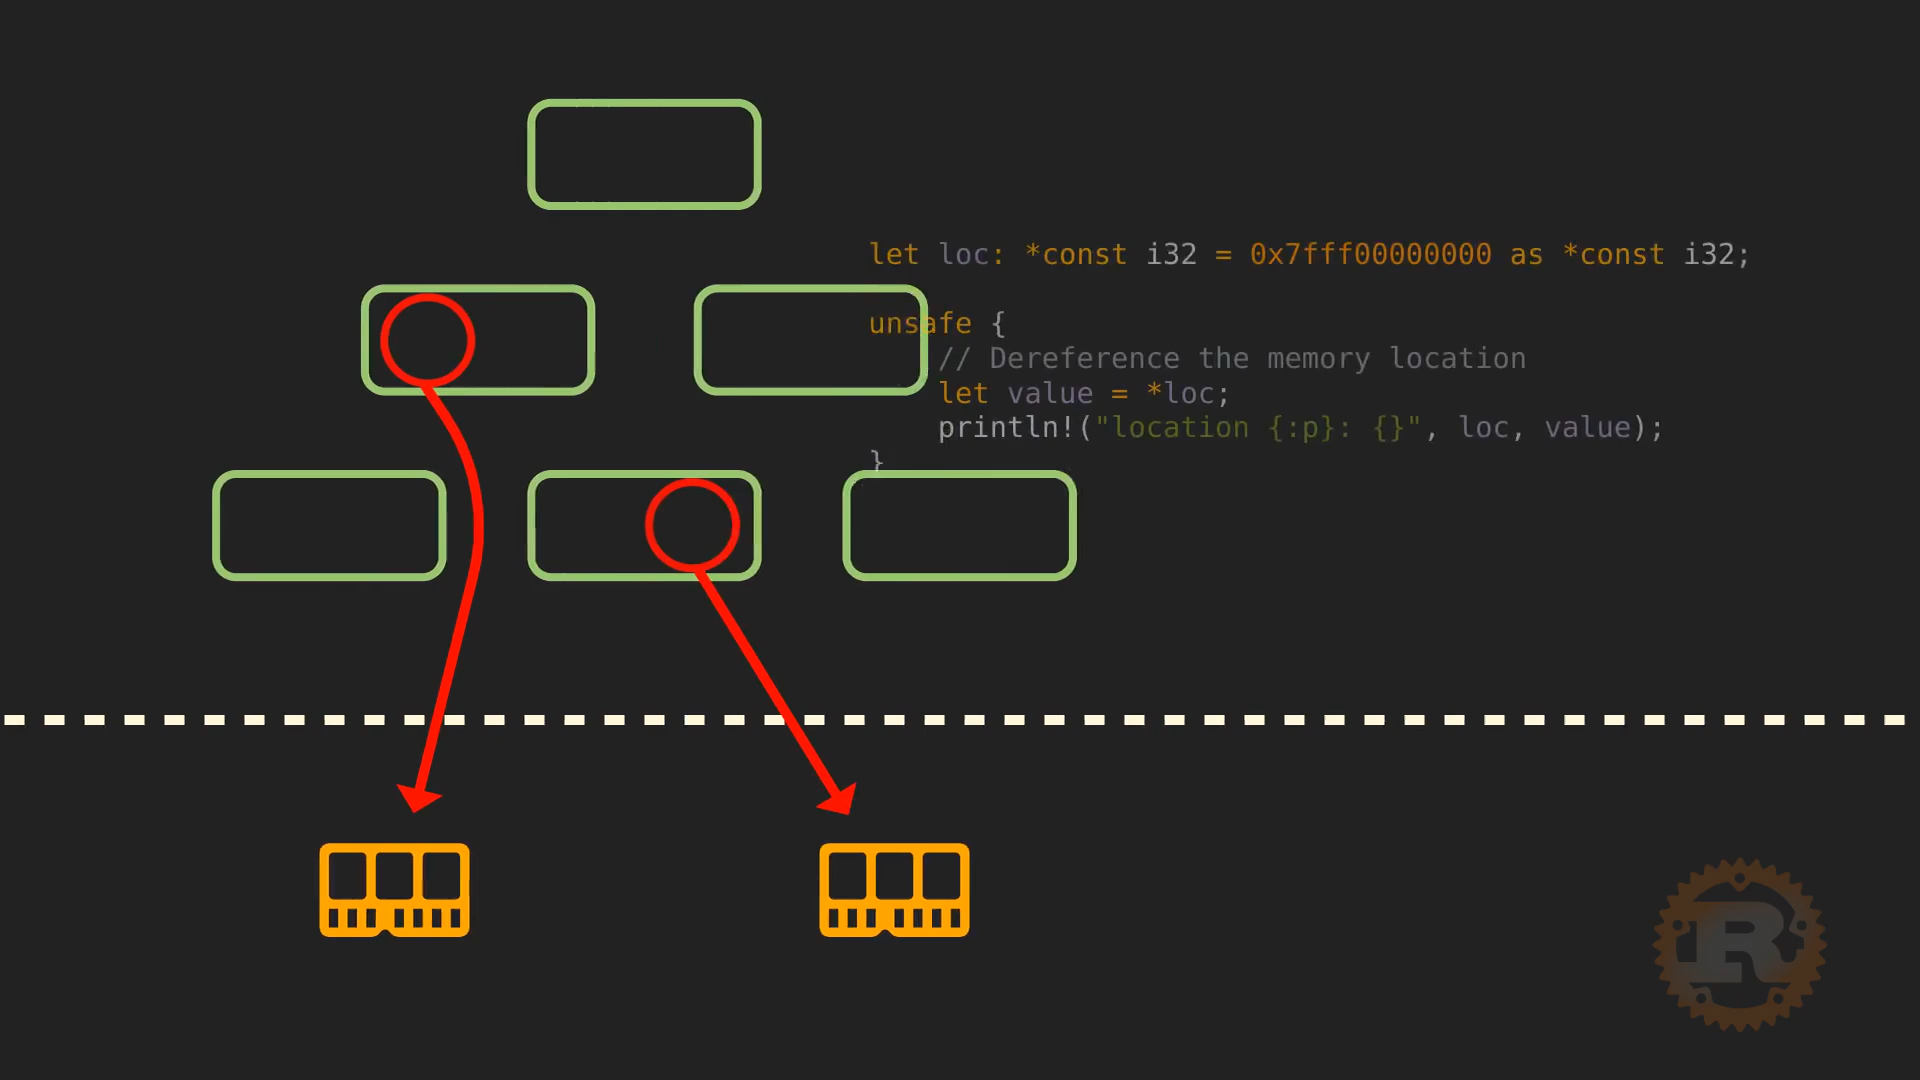 let loc: *const i32 = 0x7fff00000000 as *const i32;
unsafe {
// Dereference the memory location
let value = *loc;
println!("location {:p}: {}", loc, value);
}
R